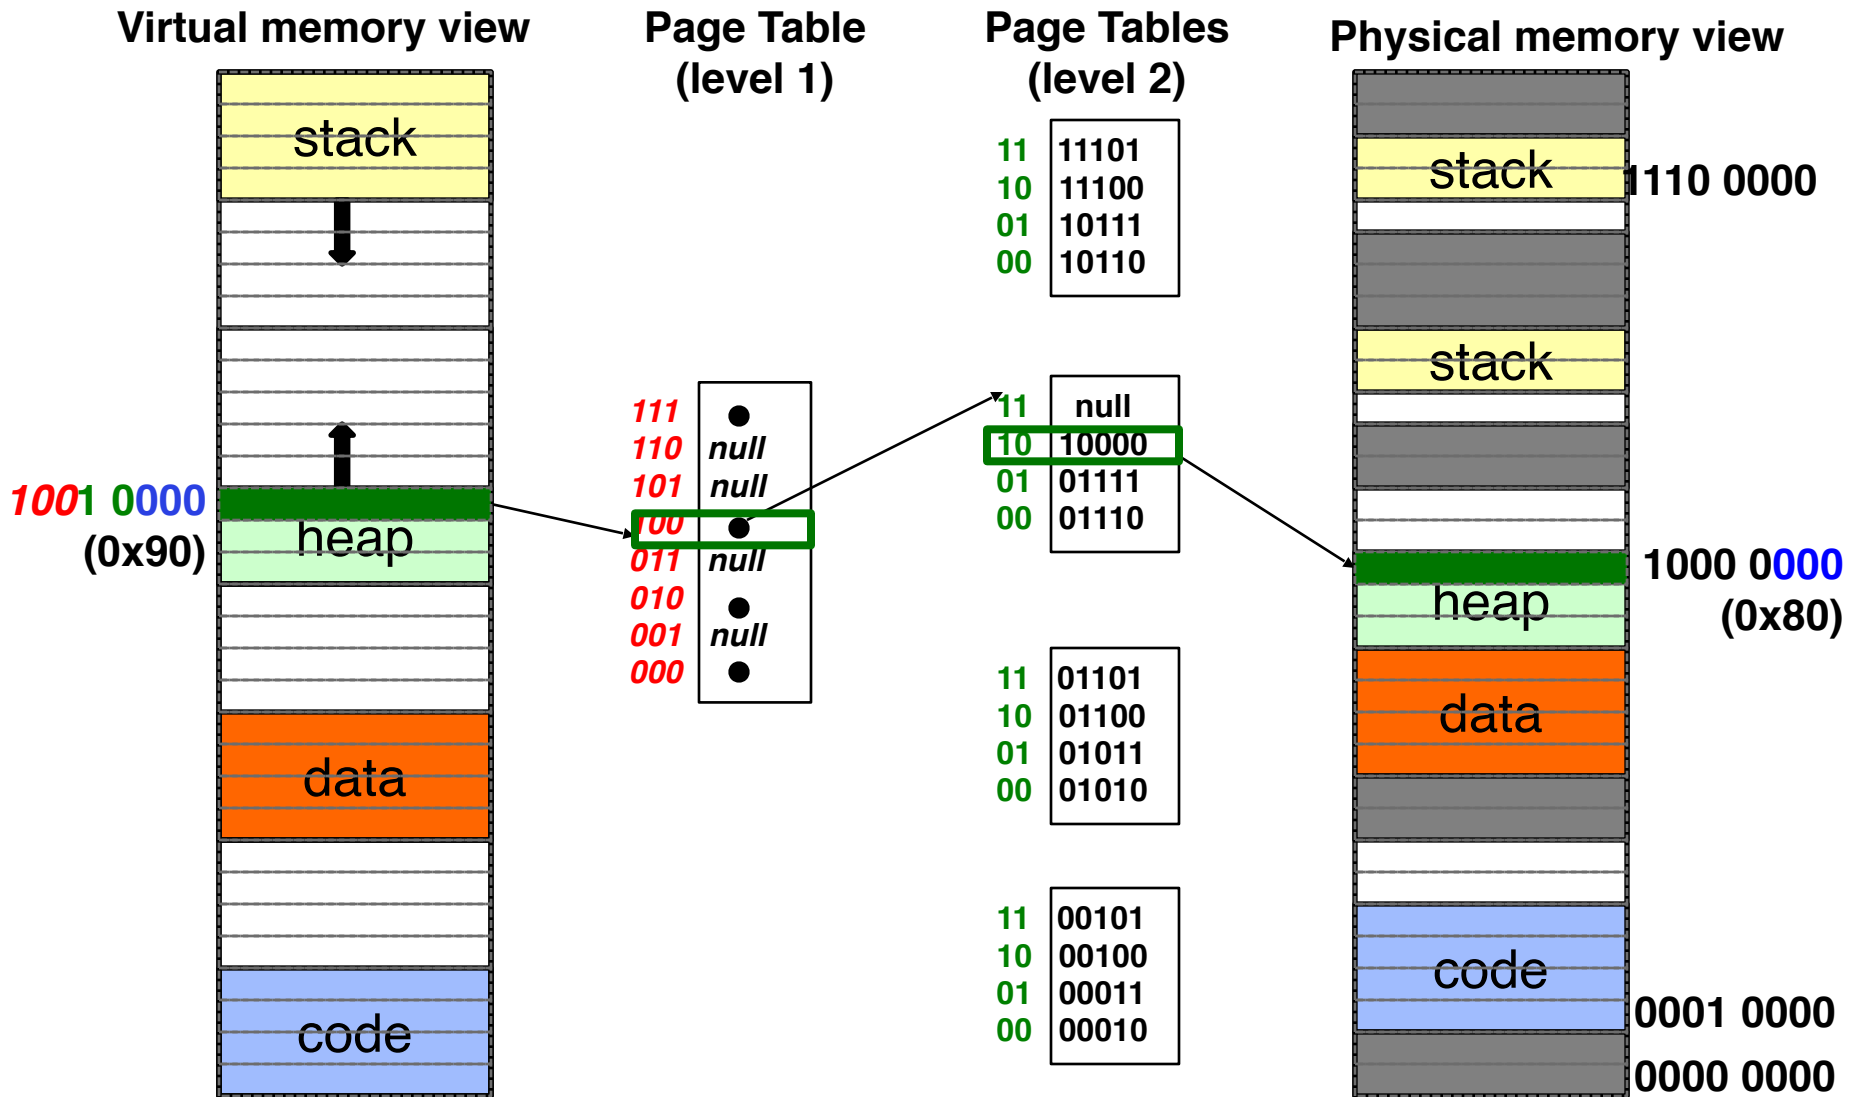 Virtual memory view
Page Table
(level 1)
Page Tables
(level 2)
Physical memory view
stack
heap
data
code
1001 0000
(0x90)
111
110 null
101 null
100
011 null
010
001 null
000
11 11101
10 11100
01 10111
00 10110
11 null
10 10000
01 01111
00 01110
11 01101
10 01100
01 01011
00 01010
11 00101
10 00100
01 00011
00 00010
stack
1110 0000
stack
1000 0000
(0x80)
heap
data
code
0001 0000
0000 0000